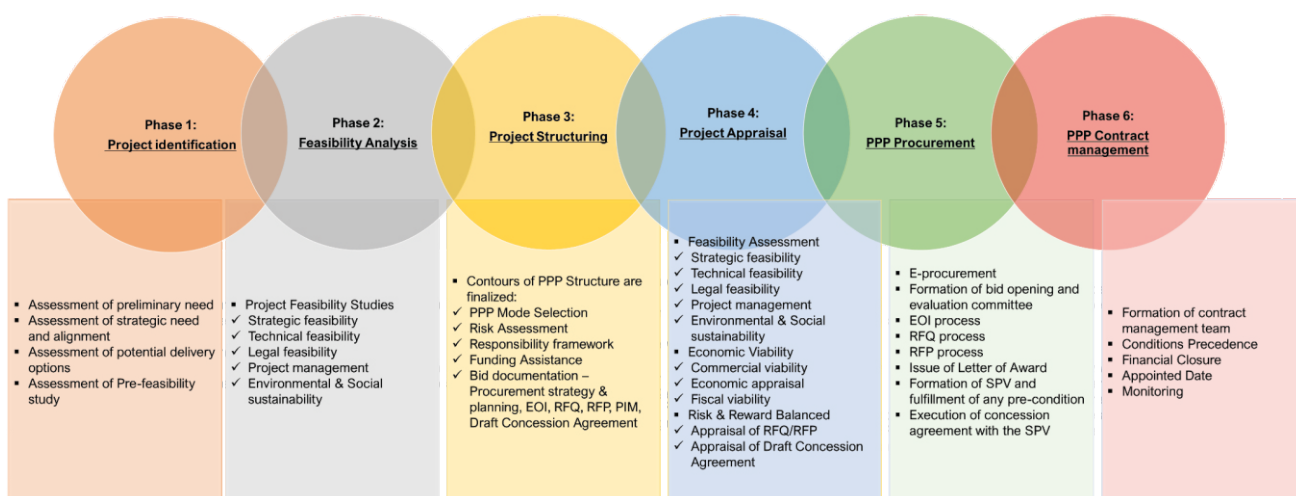 Phase 1:
Project identification
Phase 2:
Feasibility Analysis
Phase 3:
Project Structuring
Phase 4:
Project Appraisal
Phase 5:
PPP Procurement
Phase 6:
PPP Contract
management
▪ Assessment of preliminary need
▪ Assessment of strategic need
and alignment
▪ Assessment of potential delivery
options
▪ Assessment of Pre-feasibility
study
▪ Project Feasibility Studies
✓ Strategic feasibility
✓ Technical feasibility
✓ Legal feasibility
✓ Project management
✓ Environmental & Social
sustainability
▪ Contours of PPP Structure are
finalized:
✓ PPP Mode Selection
✓ Risk Assessment
✓ Responsibility framework
✓ Funding Assistance
✓ Bid documentation –
Procurement strategy &
planning, EOI, RFQ, RFP, PIM,
Draft Concession Agreement
▪ Feasibility Assessment
✓ Strategic feasibility
✓ Technical feasibility
✓ Legal feasibility
✓ Project management
✓ Environmental & Social
sustainability
▪ Economic Viability
✓ Commercial viability
✓ Economic appraisal
✓ Fiscal viability
▪ Risk & Reward Balanced
✓ Appraisal of RFQ/RFP
✓ Appraisal of Draft Concession
Agreement
▪ E-procurement
▪ Formation of bid opening and
evaluation committee
▪ EOI process
▪ RFQ process
▪ RFP process
▪ Issue of Letter of Award
▪ Formation of SPV and
fulfillment of any pre-condition
▪ Execution of concession
agreement with the SPV
▪ Formation of contract
management team
▪ Conditions Precedence
▪ Financial Closure
▪ Appointed Date
▪ Monitoring